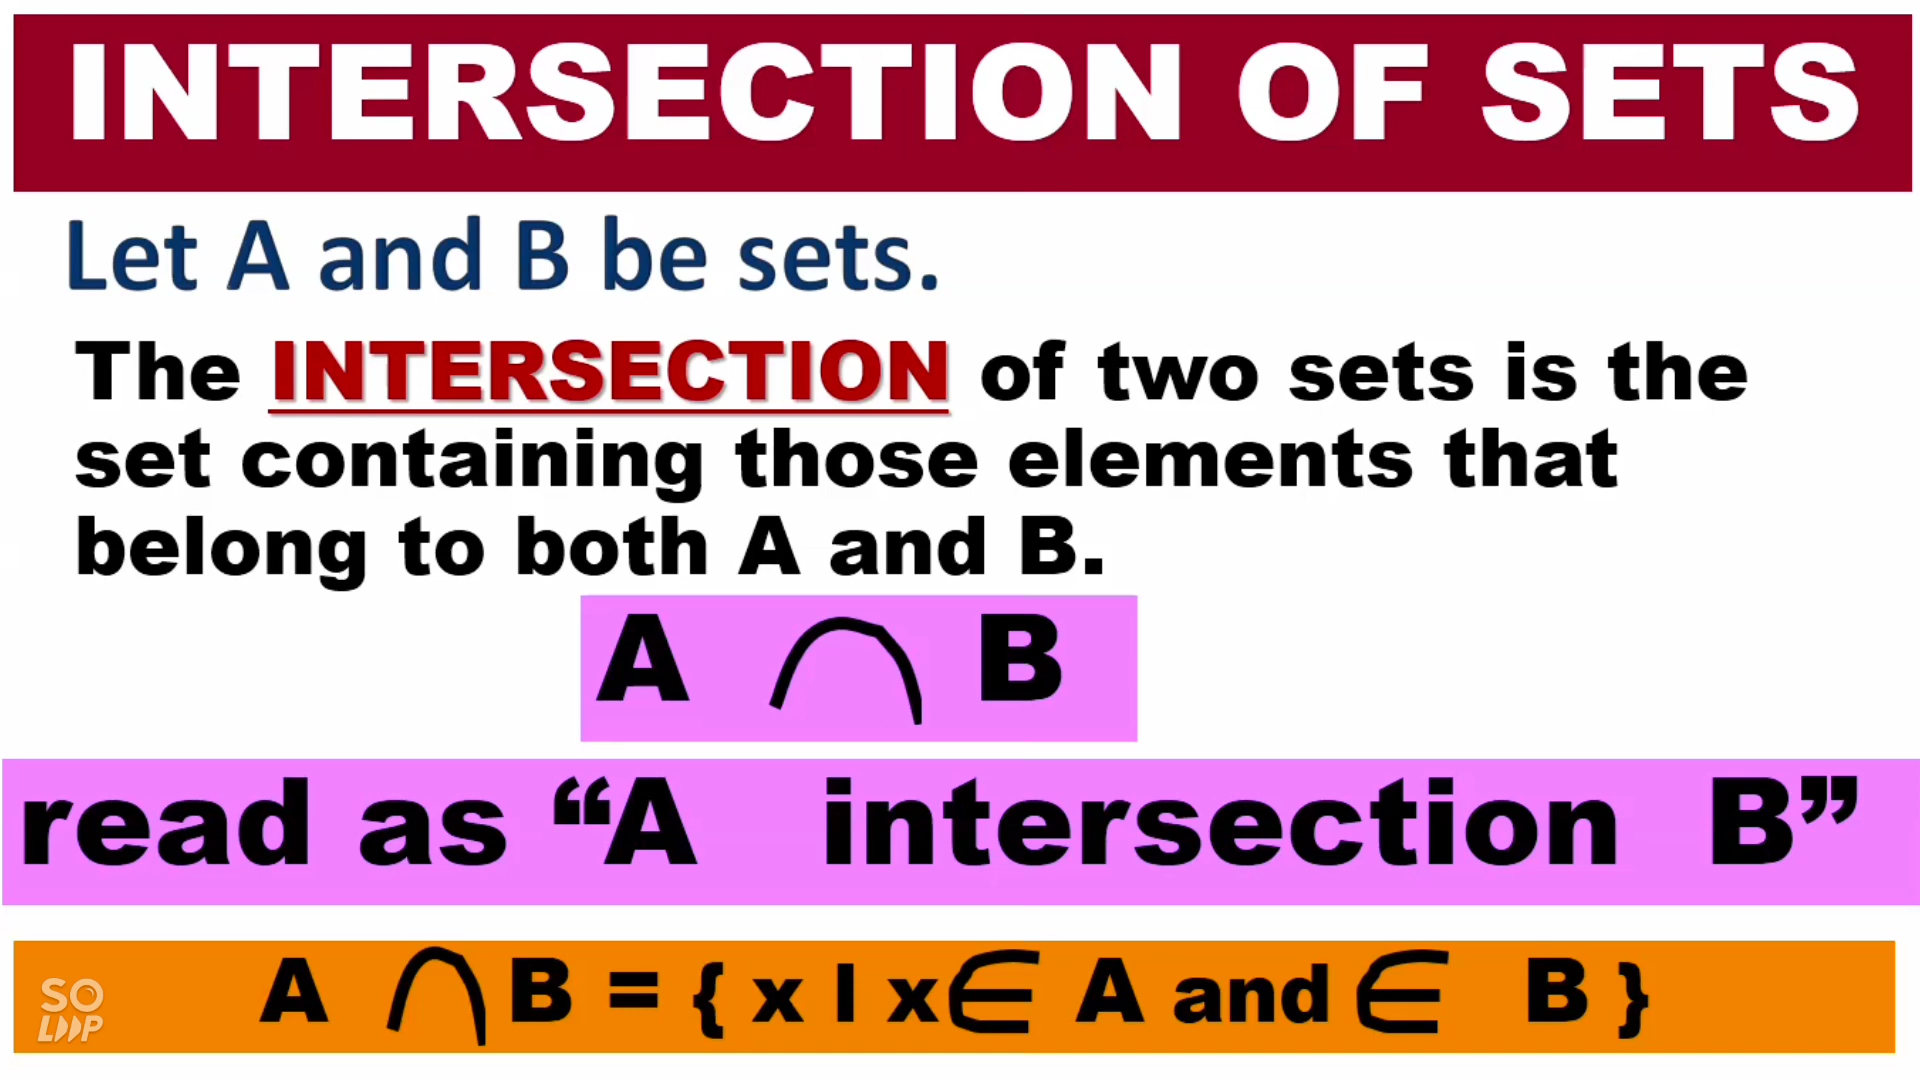 INTERSECTION OF SETS
Let A and B be sets.
The INTERSECTION of two sets is the
set containing those elements that
belong to both A and B.
A ∩ B
read as “A intersection B”
A ∩ B = { x l x∈ A and ∈ B }
SO
LOOP